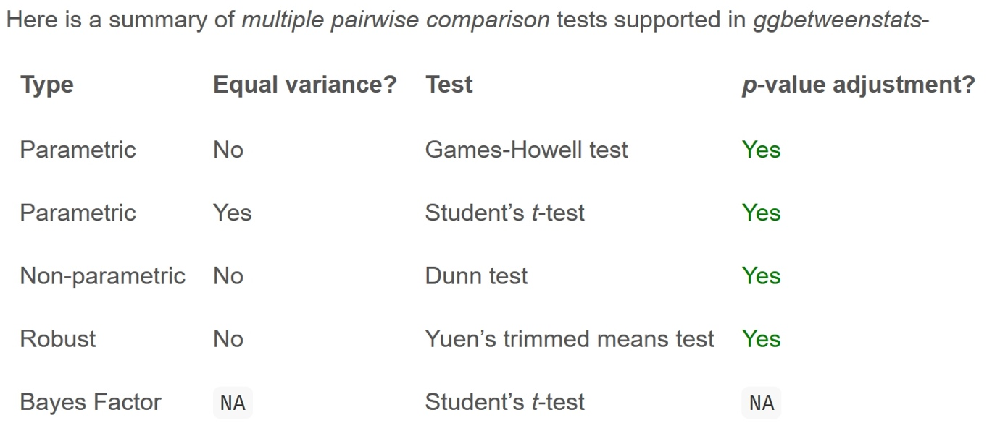 Here is a summary of multiple pairwise comparison tests supported in ggbetweenstats-
Type Equal variance? Test p-value adjustment?
Parametric No Games-Howell test Yes
Parametric Yes Student’s t-test Yes
Non-parametric No Dunn test Yes
Robust No Yuen’s trimmed means test Yes
Bayes Factor NA Student’s t-test NA